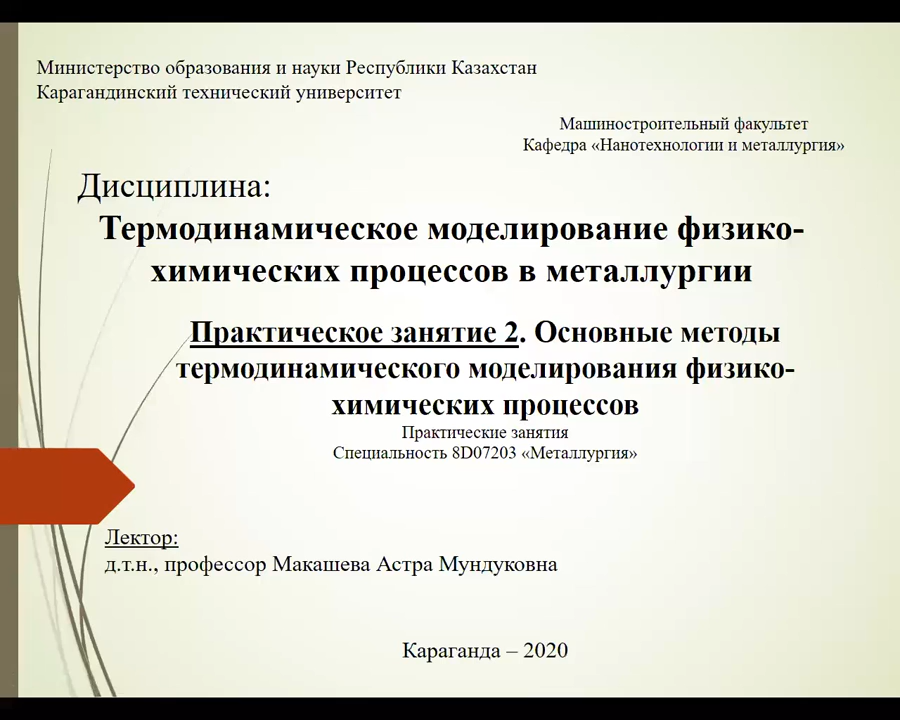 Министерство образования и науки Республики Казахстан
Карагандинский технический университет
Машиностроительный факультет
Кафедра «Нанотехнологии и металлургия»
Дисциплина:
Термодинамическое моделирование физико-
химических процессов в металлургии
Практическое занятие 2. Основные методы
термодинамического моделирования физико-
химических процессов
Практические занятия
Специальность 8D07203 «Металлургия»
Лектор:
д.т.н., профессор Макашева Астра Мундуковна
Караганда – 2020